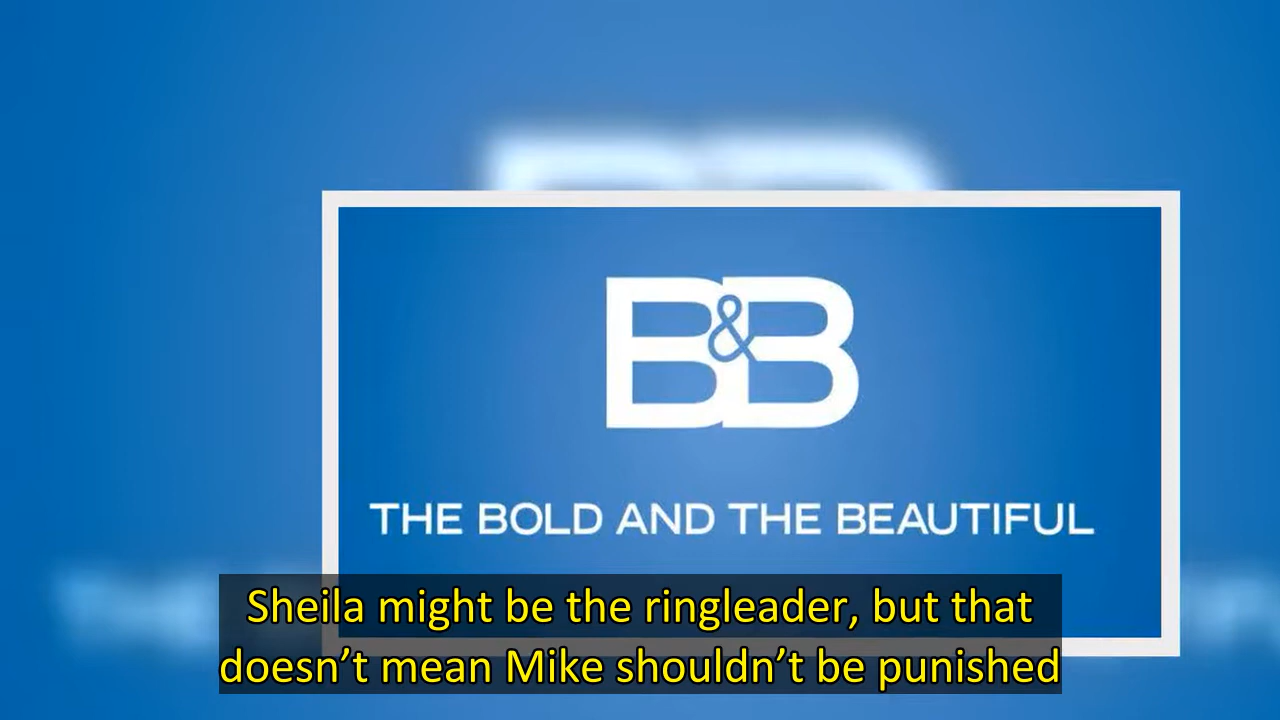 B&B
THE BOLD AND THE BEAUTIFUL
Sheila might be the ringleader, but that
doesn’t mean Mike shouldn’t be punished